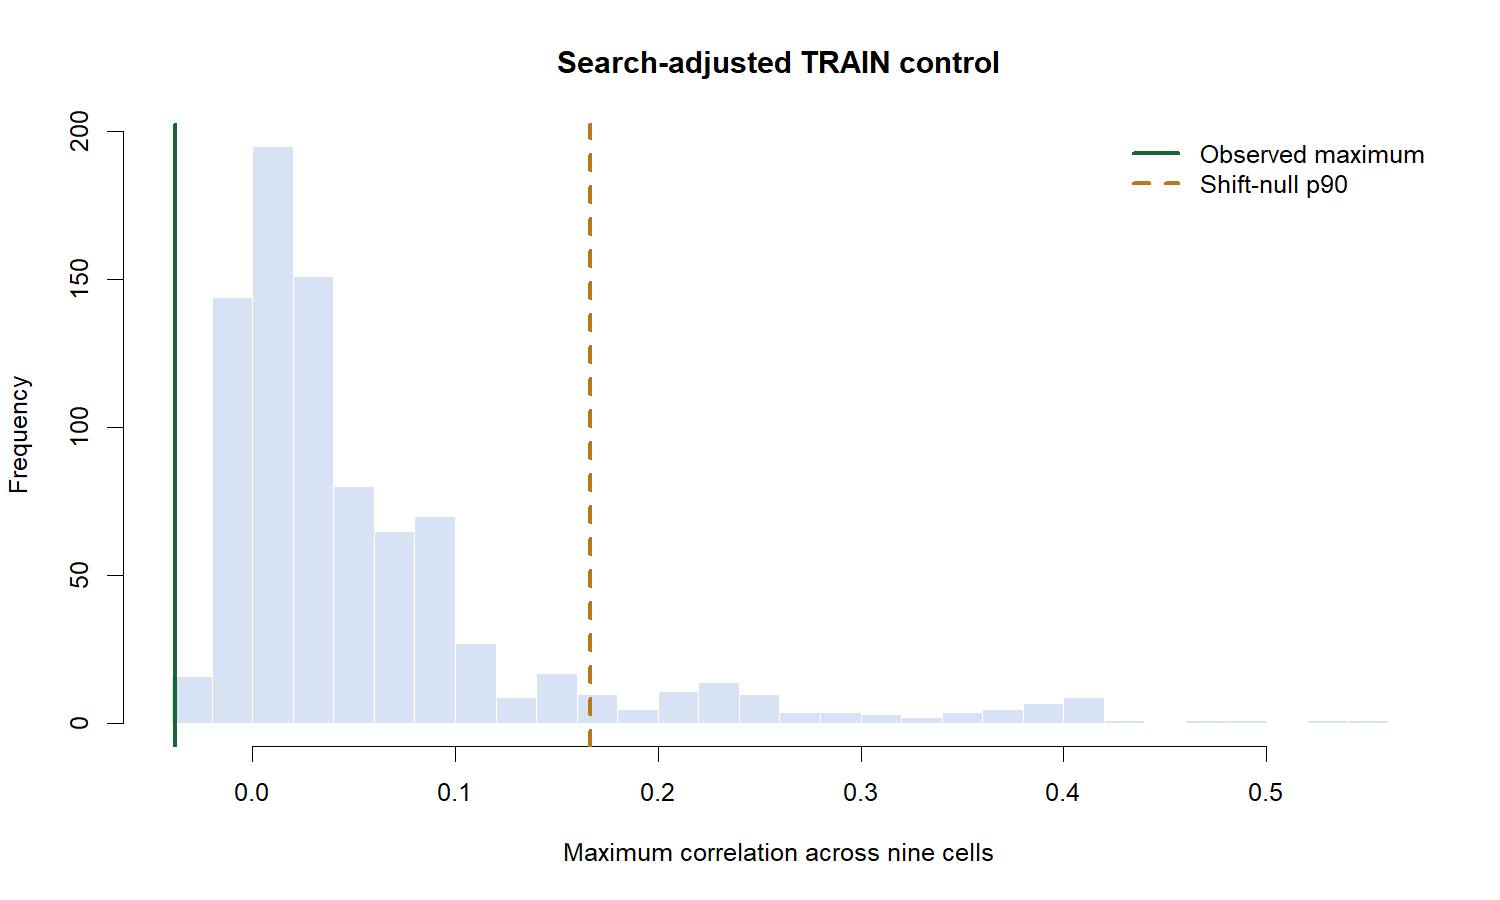 Search-adjusted TRAIN control
Observed maximum
Shift-null p90
Frequency
200
150
100
50
0
0.0 0.1 0.2 0.3 0.4 0.5
Maximum correlation across nine cells